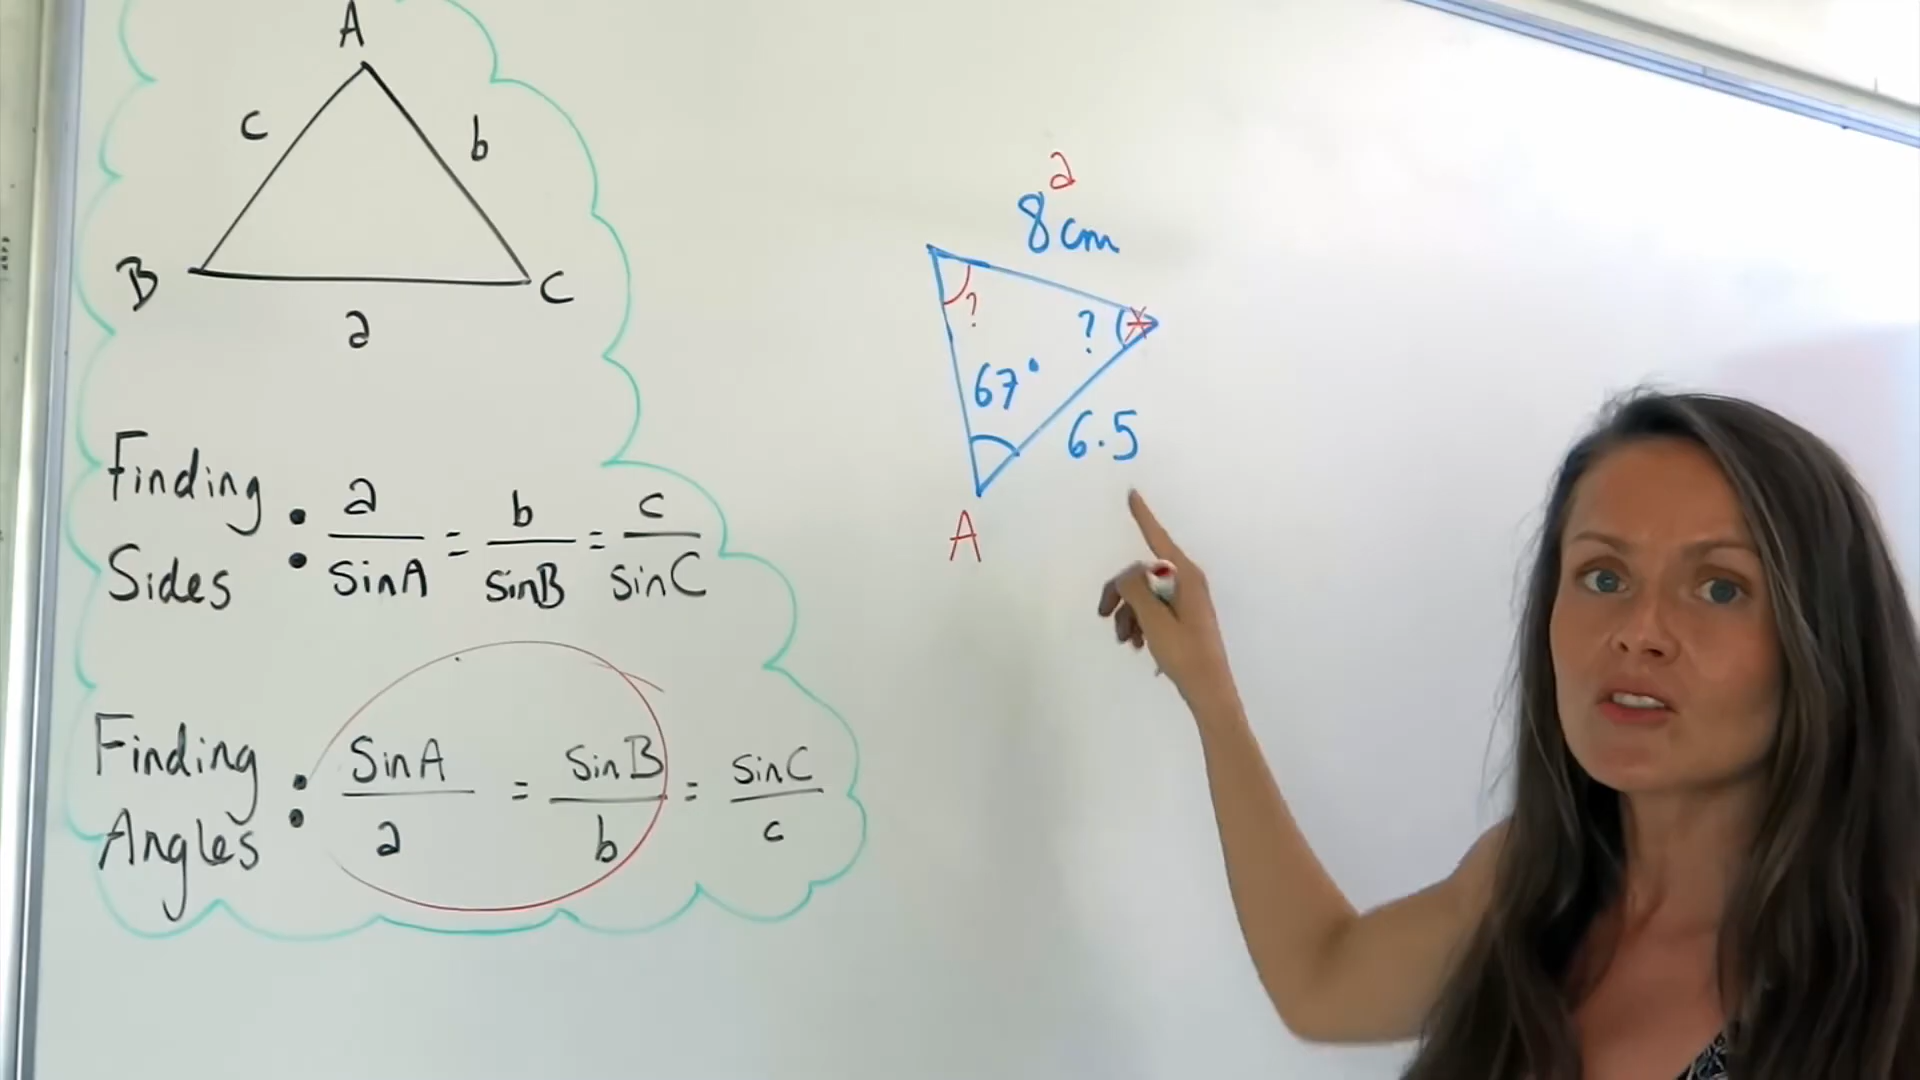 A
c
b
B
C
a
Finding
Sides : a/sinA = b/sinB = c/sinC
Finding
Angles : SinA/a = sinB/b = sinC/c
a
8cm
?
?
67°
6.5
A